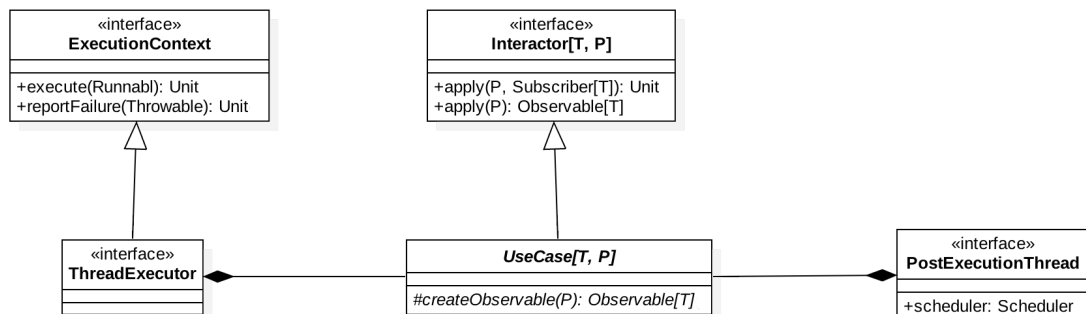 «interface»
ExecutionContext
+execute(Runnabl): Unit
+reportFailure(Throwable): Unit
«interface»
Interactor[T, P]
+apply(P, Subscriber[T]): Unit
+apply(P): Observable[T]
«interface»
ThreadExecutor
UseCase[T, P]
#createObservable(P): Observable[T]
«interface»
PostExecutionThread
+scheduler: Scheduler